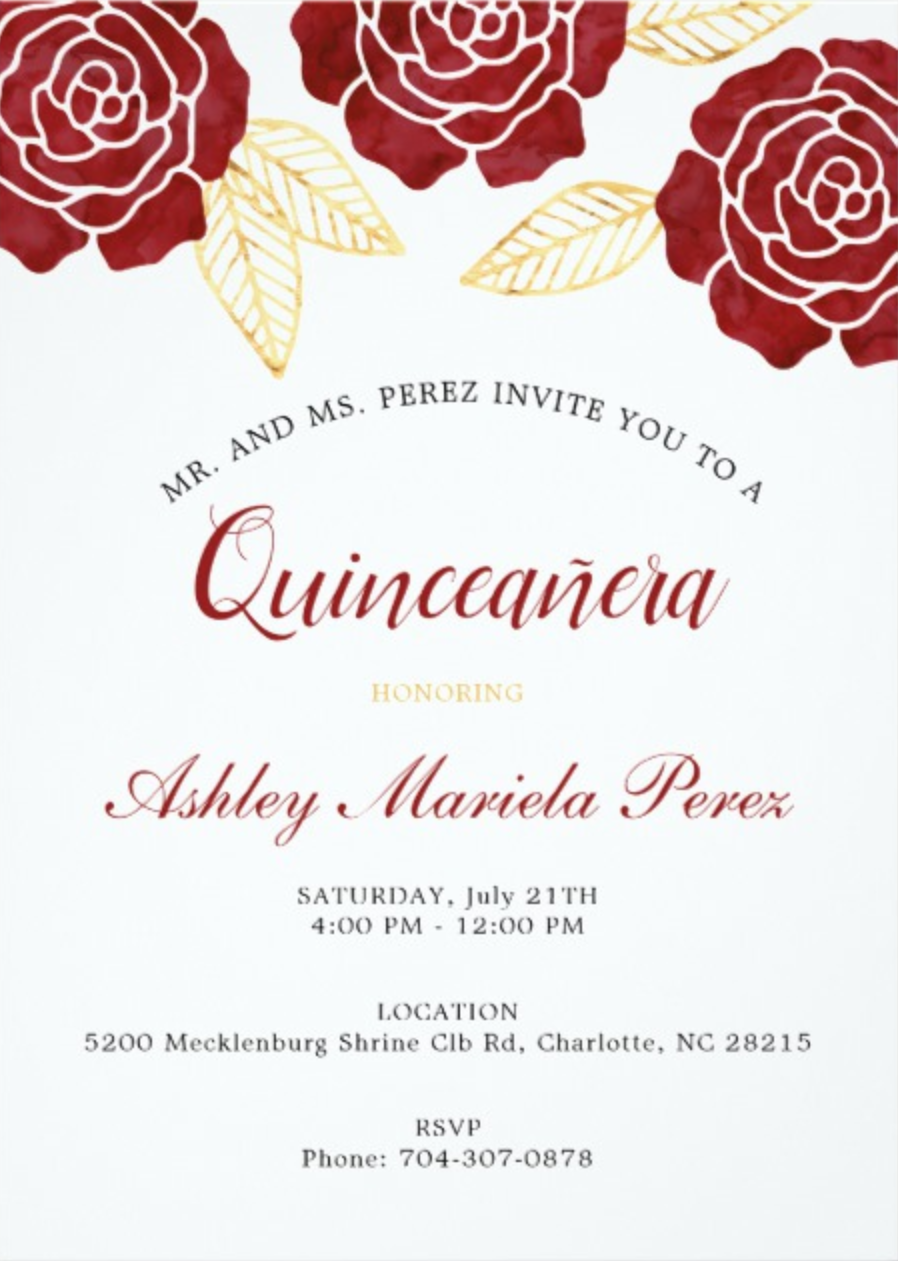 MR. AND MS. PEREZ INVITE YOU TO A
Quinceañera
HONORING
Ashley Mariela Perez
SATURDAY, July 21TH
4:00 PM - 12:00 PM
LOCATION
5200 Mecklenburg Shrine Clb Rd, Charlotte, NC 28215
RSVP
Phone: 704-307-0878